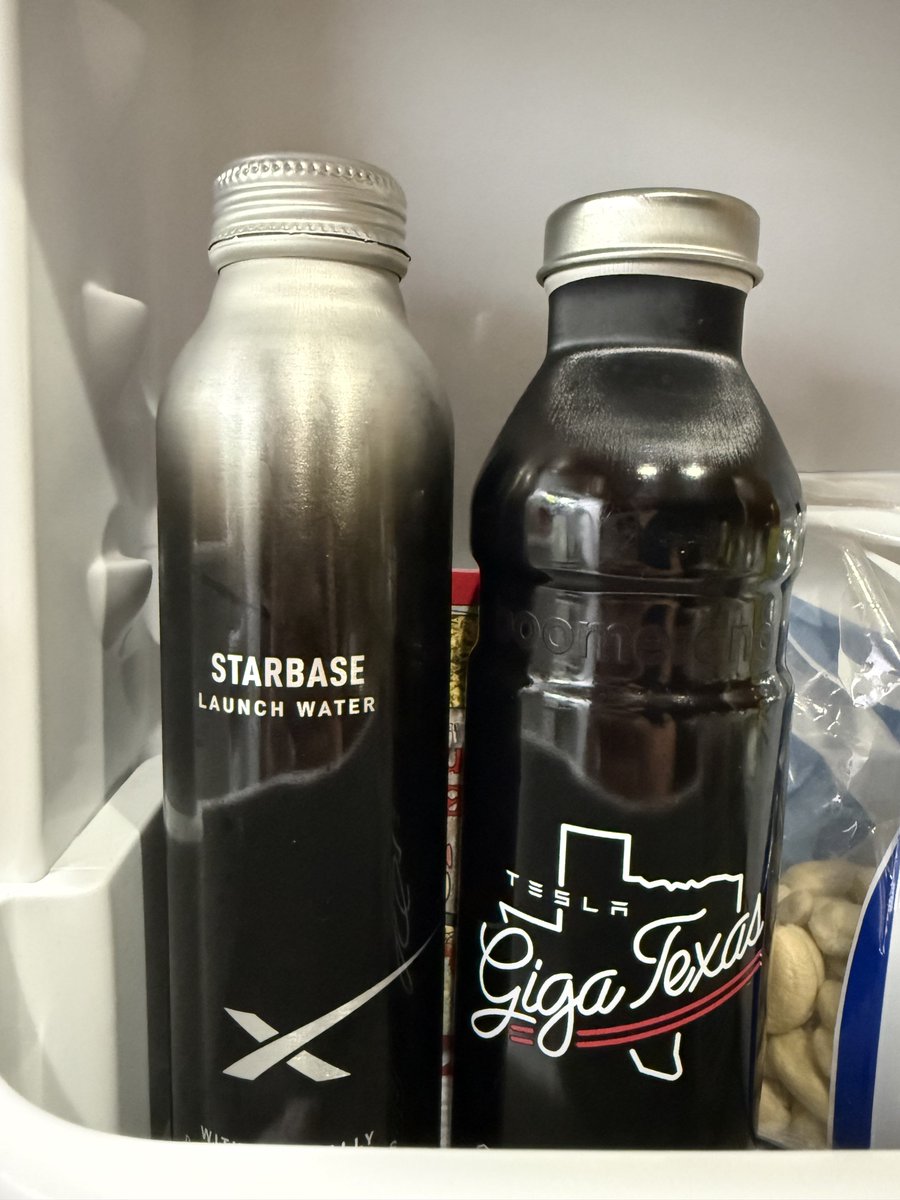 STARBASE
LAUNCH WATER
TESLA
Giga Texas